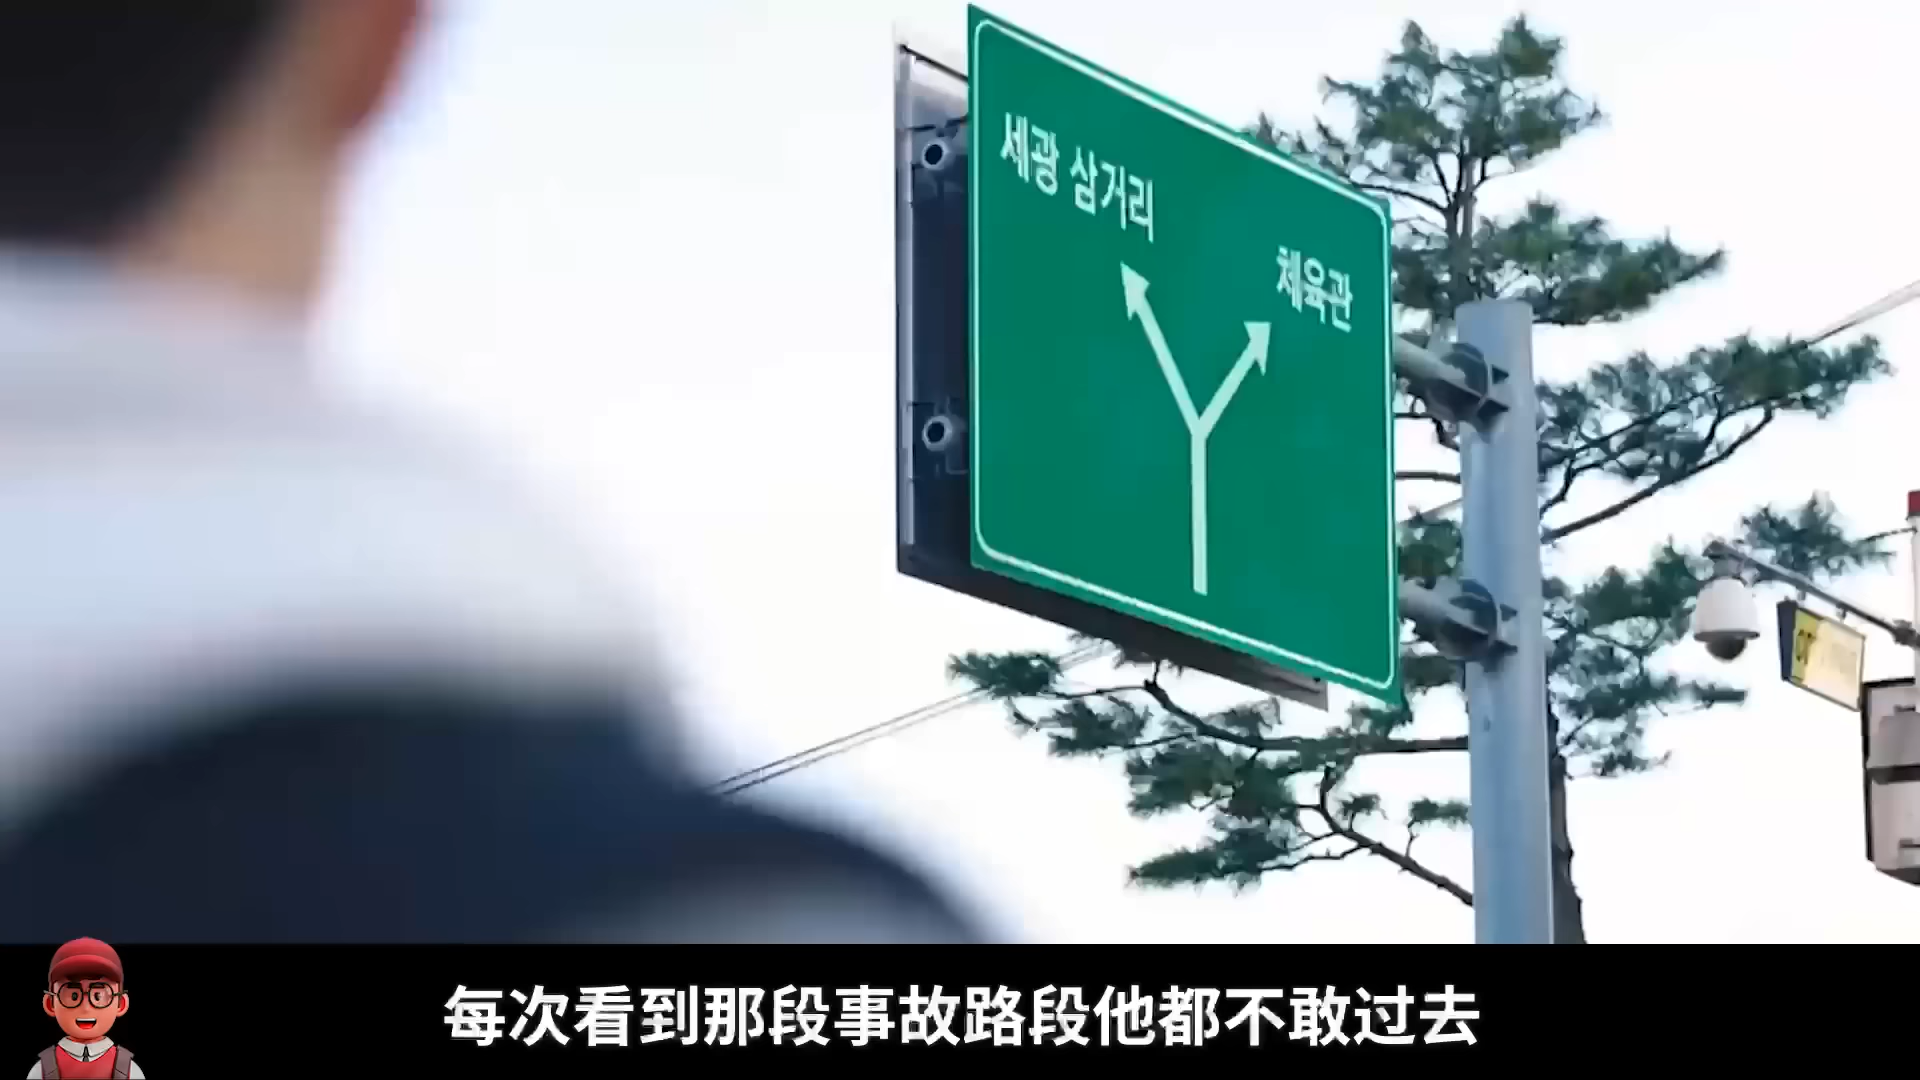 세광 삼거리
체육관
每次看到那段事故路段他都不敢过去